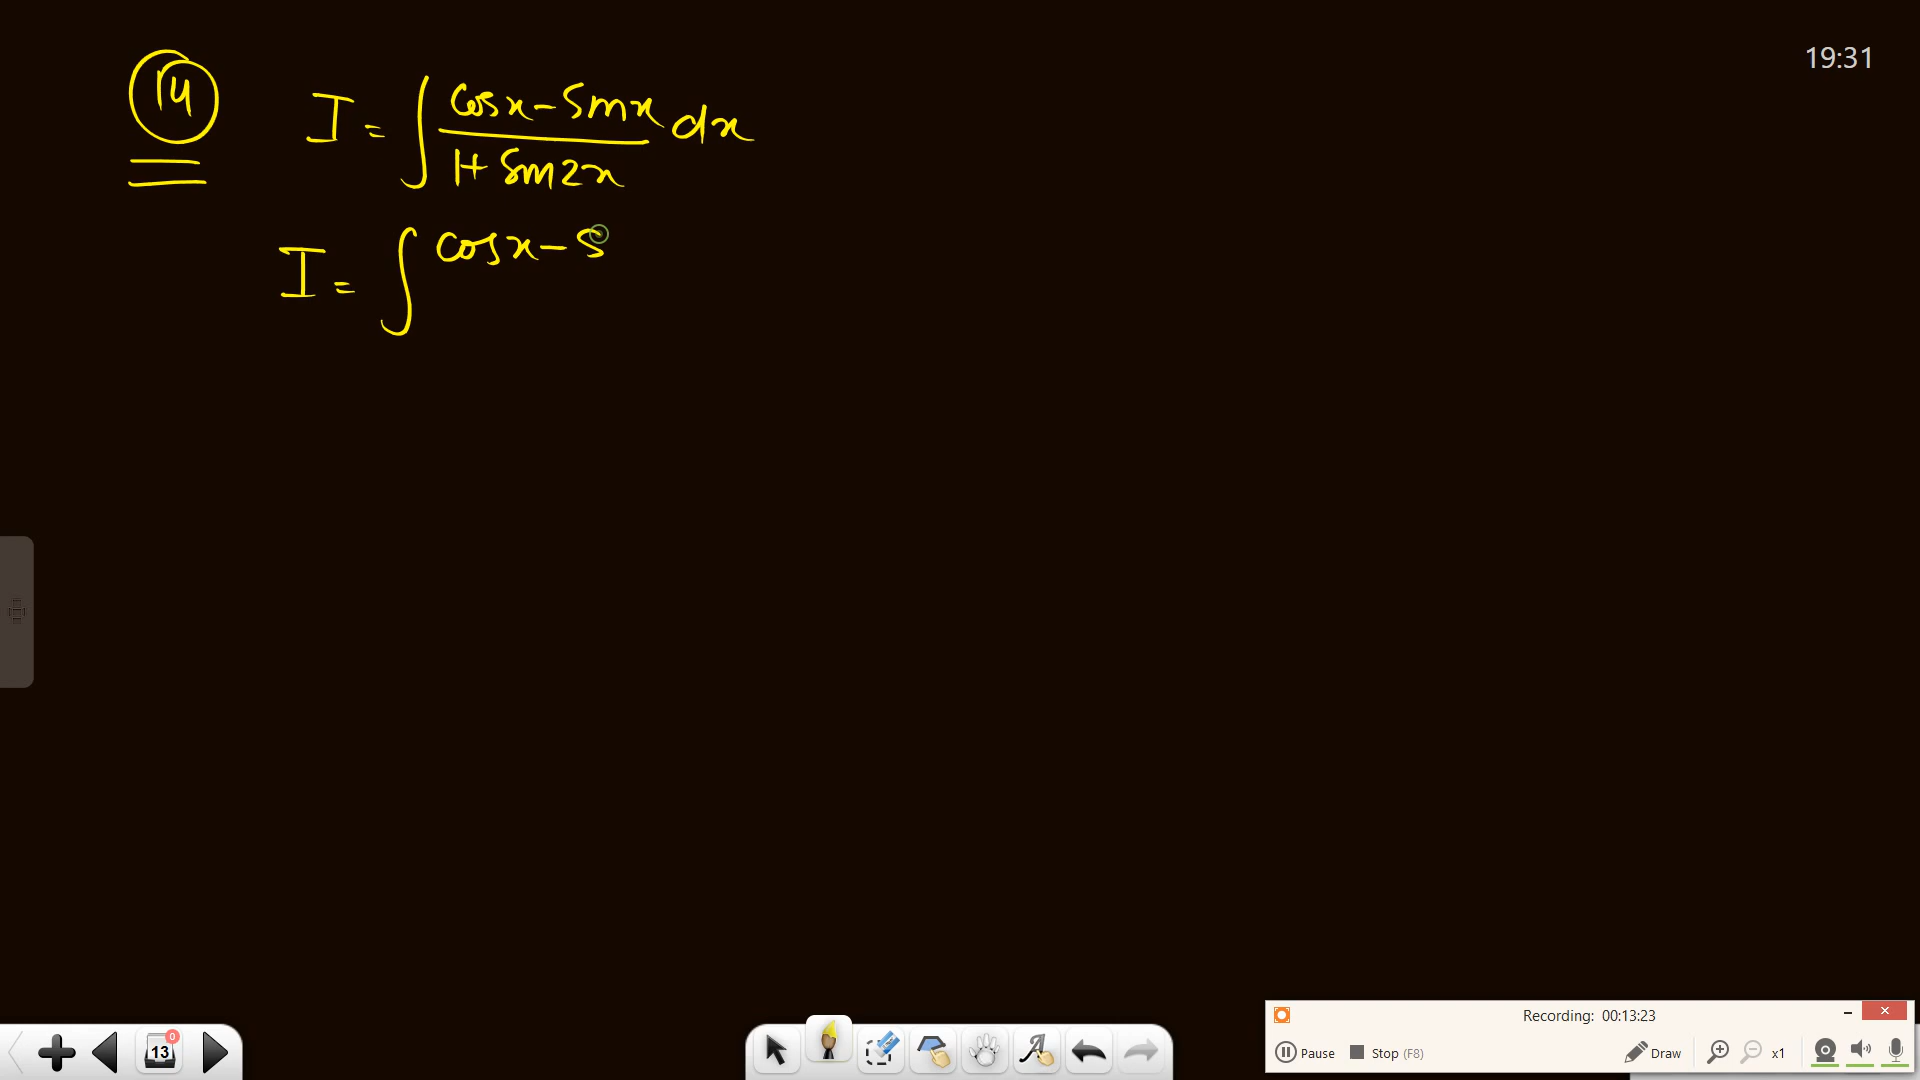 19:31
14 I = ∫ cosx - sinx / 1 + sin2x dx
I = ∫ cosx - s
0
13
Recording: 00:13:23
Pause Stop (F8) Draw x1